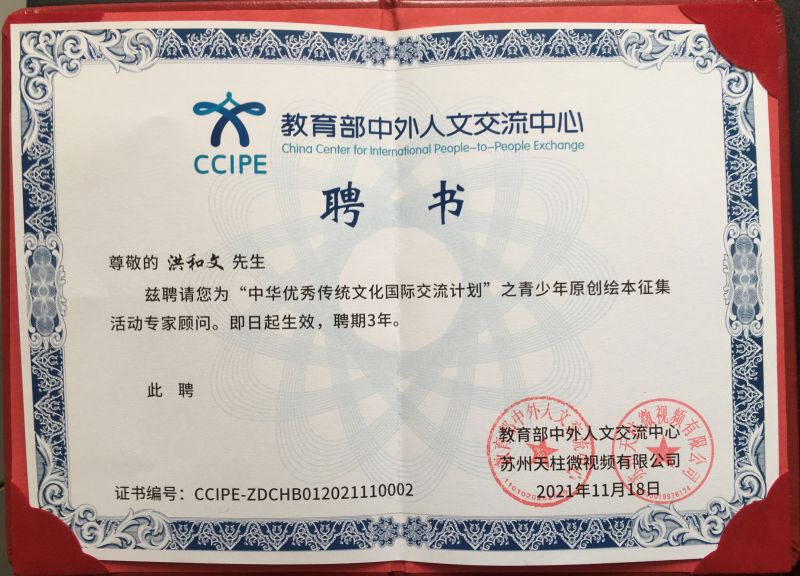 CCIPE
教育部中外人文交流中心
China Center for International People-to-People Exchange
聘 书
尊敬的 洪和文 先生
兹聘请您为“中华优秀传统文化国际交流计划”之青少年原创绘本征集
活动专家顾问。即日起生效，聘期3年。
此 聘
教育部中外人文交流中心
苏州天柱微视频有限公司
2021年11月18日
证书编号：CCIPE-ZDCHB012021110002